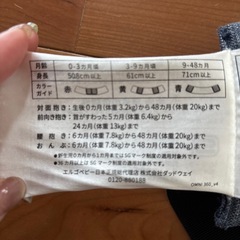 月齢 0-3ヵ月頃 3-9ヵ月頃 9-48ヵ月
身長 50.8cm以上 61cm以上 71cm以上
カラーガイド 赤 黄 青
対面抱き:生後0カ月(体重3.2kg)から48カ月(体重20kg)まで
前向き抱き:首がすわった5カ月(体重6.4kg)から
24カ月(体重13kg)まで
腰抱き:6カ月(体重7.8kg)から48カ月(体重20kg)まで
おんぶ:6カ月(体重7.8kg)から48カ月(体重20kg)まで
エルゴベビー日本正規総代理店 株式会社ダッドウェイ
0120-880188